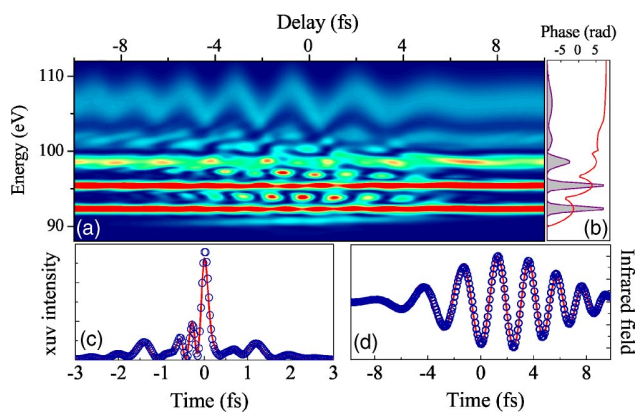 Delay (fs)
-8 -4 0 4 8
Phase (rad)
-5 0 5
Energy (eV)
110
100
90
(a)
(b)
xuv intensity
(c)
-3 -2 -1 0 1 2 3
Time (fs)
(d)
Infrared field
-8 -4 0 4 8
Time (fs)